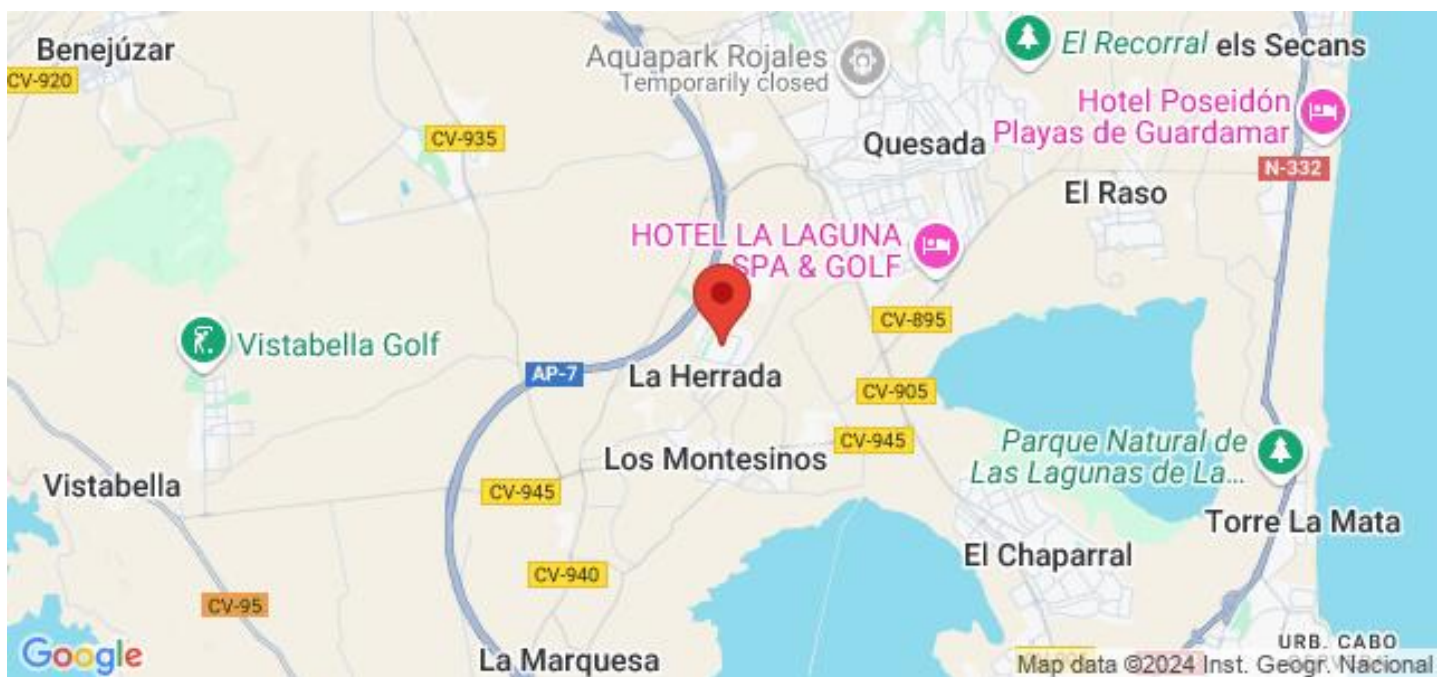 Benejúzar
CV-920
Aquapark Rojales
Temporarily closed
El Recorral
els Secans
Hotel Poseidón
Playas de Guardamar
CV-935
Quesada
N-332
El Raso
HOTEL LA LAGUNA
SPA & GOLF
CV-895
Vistabella Golf
AP-7
La Herrada
CV-905
CV-945
Parque Natural de
Las Lagunas de La...
Los Montesinos
Vistabella
CV-945
Torre La Mata
El Chaparral
CV-940
CV-95
URB. CABO
Google
La Marquesa
Map data ©2024 Inst. Geogr. Nacional